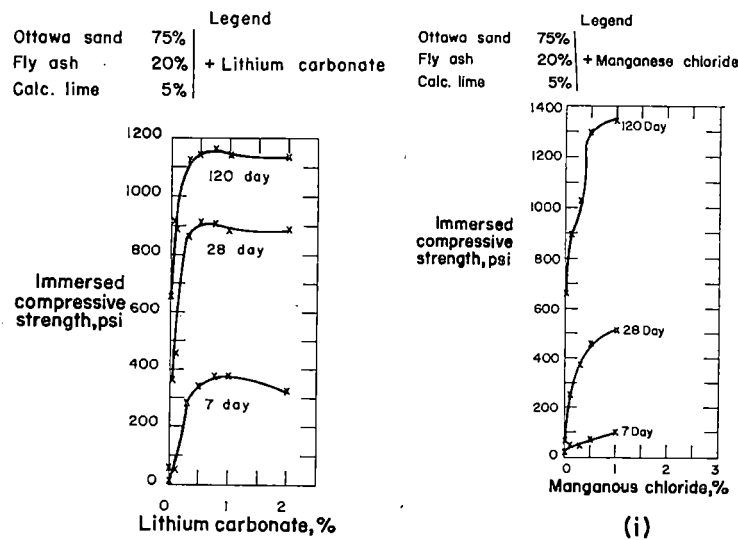 Legend
Ottawa sand 75%
Fly ash 20% + Lithium carbonate
Calc. lime 5%
1200
1000
800
600
400
200
0
Immersed
compressive
strength, psi
120 day
28 day
7 day
0 1 2
Lithium carbonate, %
Legend
Ottawa sand 75%
Fly ash 20% + Manganese chloride
Calc. lime 5%
1400
1200
1000
800
600
400
200
100
0
Immersed
compressive
strength, psi
120 Day
28 Day
7 Day
0 1 2 3
Manganous chloride, %
(i)